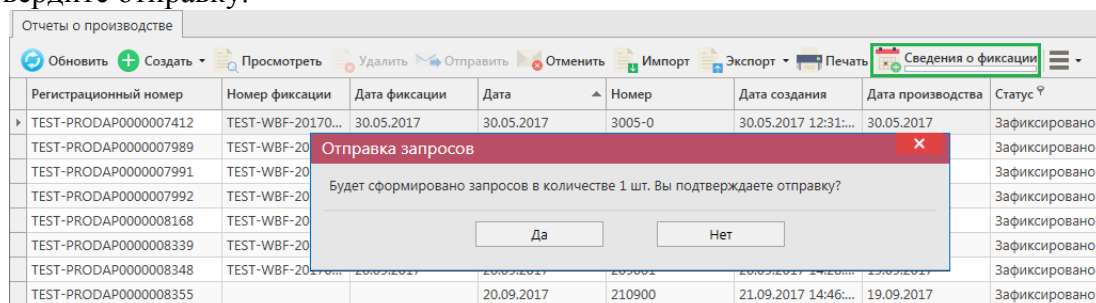 вердите отправку.
Отчеты о производстве
Обновить Создать Просмотреть Удалить Отправить Отменить Импорт Экспорт Печать Сведения о фиксации
Регистрационный номер Номер фиксации Дата фиксации Дата Номер Дата создания Дата производства Статус
TEST-PRODAP0000007412 TEST-WBF-20170... 30.05.2017 30.05.2017 3005-0 30.05.2017 12:31:... 30.05.2017 Зафиксировано
TEST-PRODAP0000007989 TEST-WBF-20 Зафиксировано
Отправка запросов
TEST-PRODAP0000007991 TEST-WBF-20 Зафиксировано
Будет сформировано запросов в количестве 1 шт. Вы подтверждаете отправку?
TEST-PRODAP0000007992 TEST-WBF-20 Зафиксировано
TEST-PRODAP0000008168 TEST-WBF-20 Зафиксировано
Да Нет
TEST-PRODAP0000008339 TEST-WBF-20 Зафиксировано
TEST-PRODAP0000008348 Зафиксировано
TEST-PRODAP0000008355 20.09.2017 210900 21.09.2017 14:46:... 19.09.2017 Зафиксировано